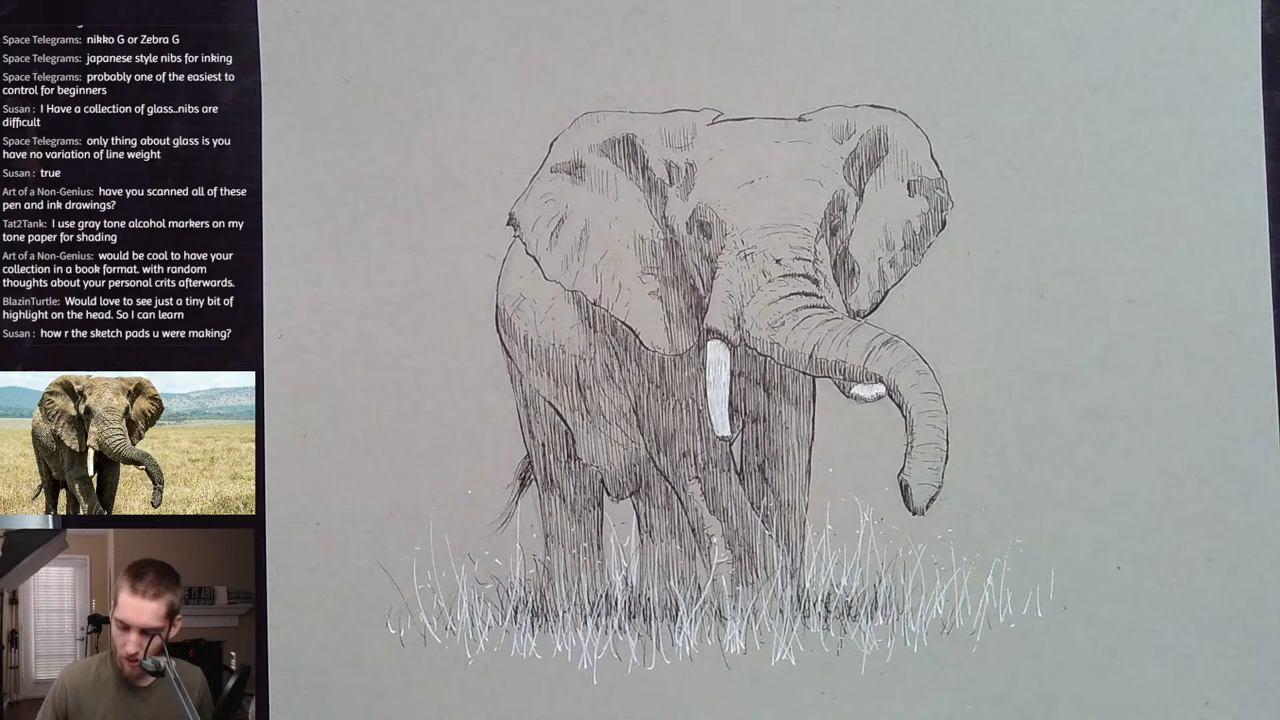 Space Telegrams: nikko G or Zebra G
Space Telegrams: japanese style nibs for inking
Space Telegrams: probably one of the easiest to
control for beginners
Susan : I Have a collection of glass..nibs are
difficult
Space Telegrams: only thing about glass is you
have no variation of line weight
Susan : true
Art of a Non-Genius: have you scanned all of these
pen and ink drawings?
Tat2Tank: I use gray tone alcohol markers on my
tone paper for shading
Art of a Non-Genius: would be cool to have your
collection in a book format. with random
thoughts about your personal crits afterwards.
BlazinTurtle: Would love to see just a tiny bit of
highlight on the head. So I can learn
Susan : how r the sketch pads u were making?